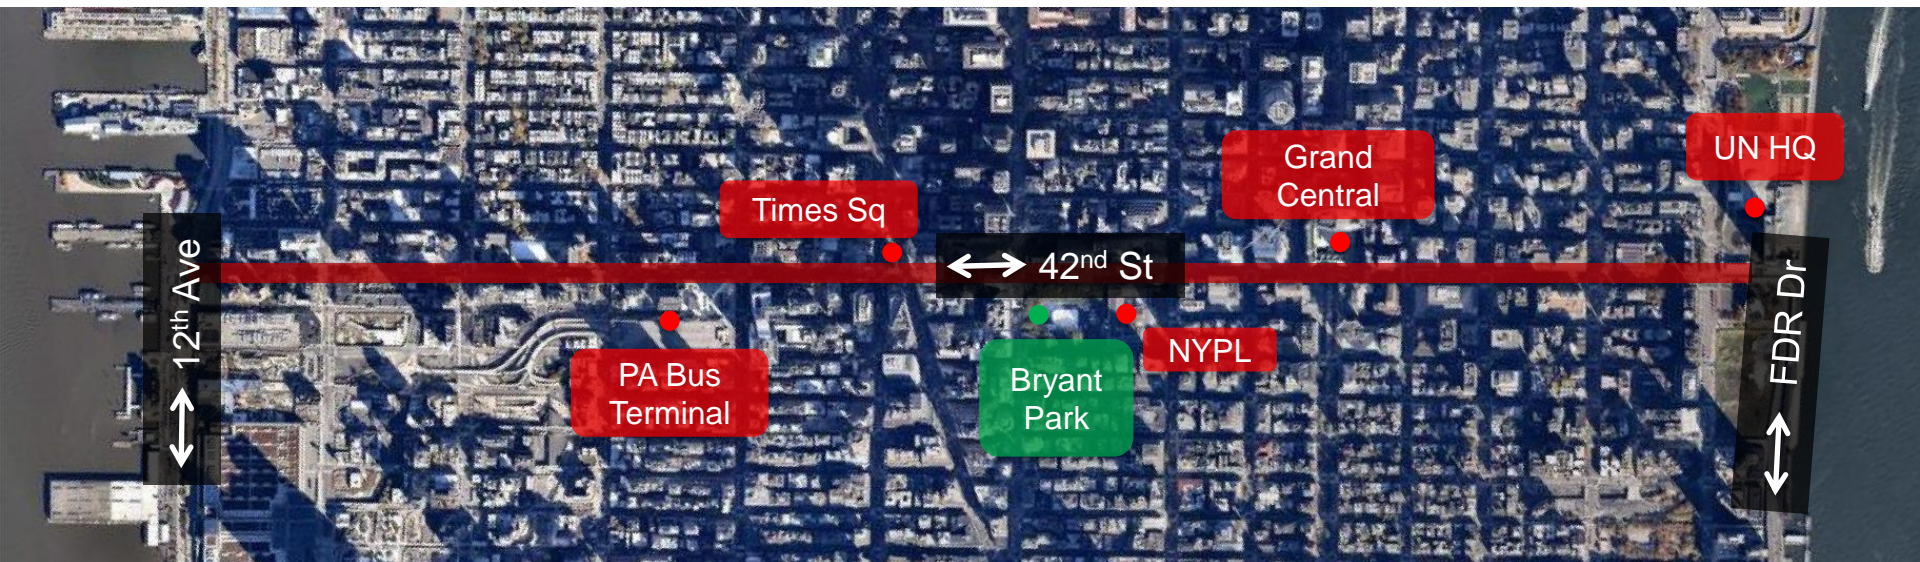 UN HQ
Grand
Central
Times Sq
42nd St
12th Ave
FDR Dr
NYPL
PA Bus
Terminal
Bryant
Park